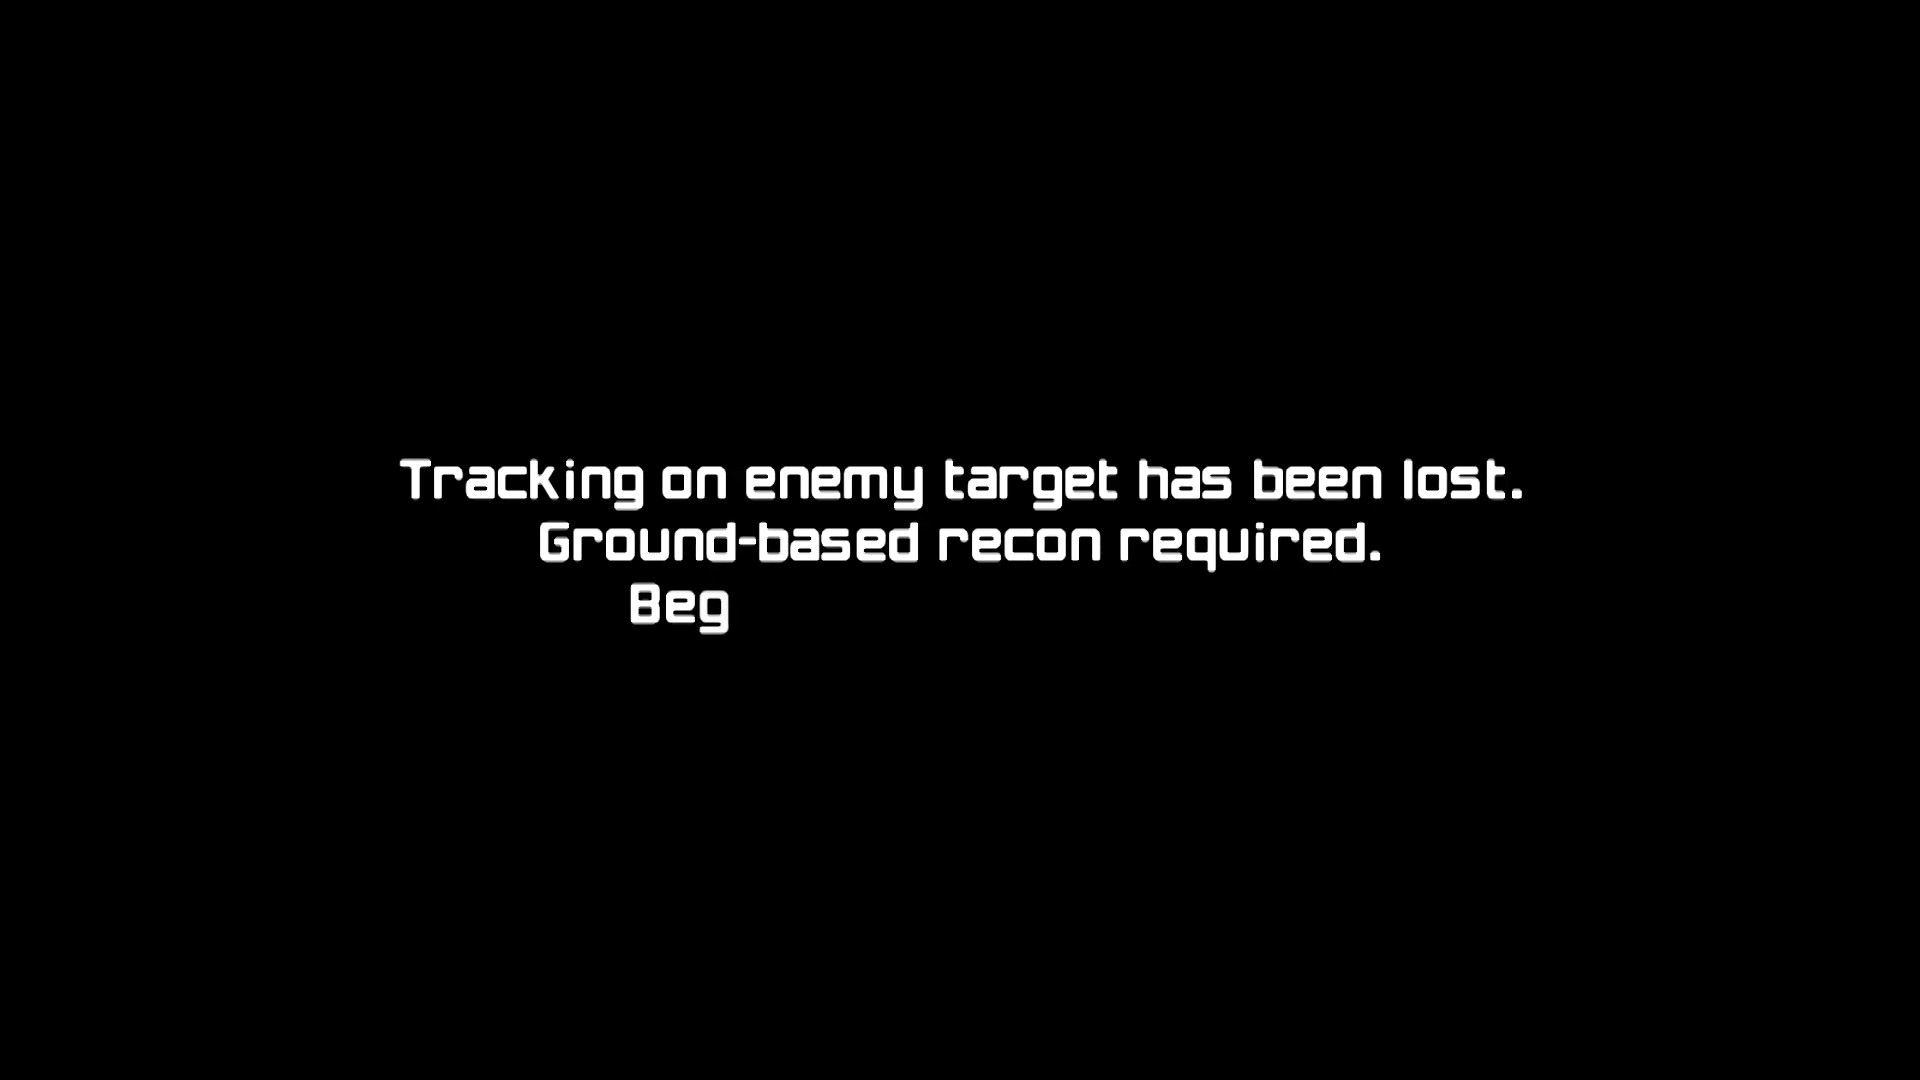 Tracking on enemy target has been lost.
Ground-based recon required.
Beg